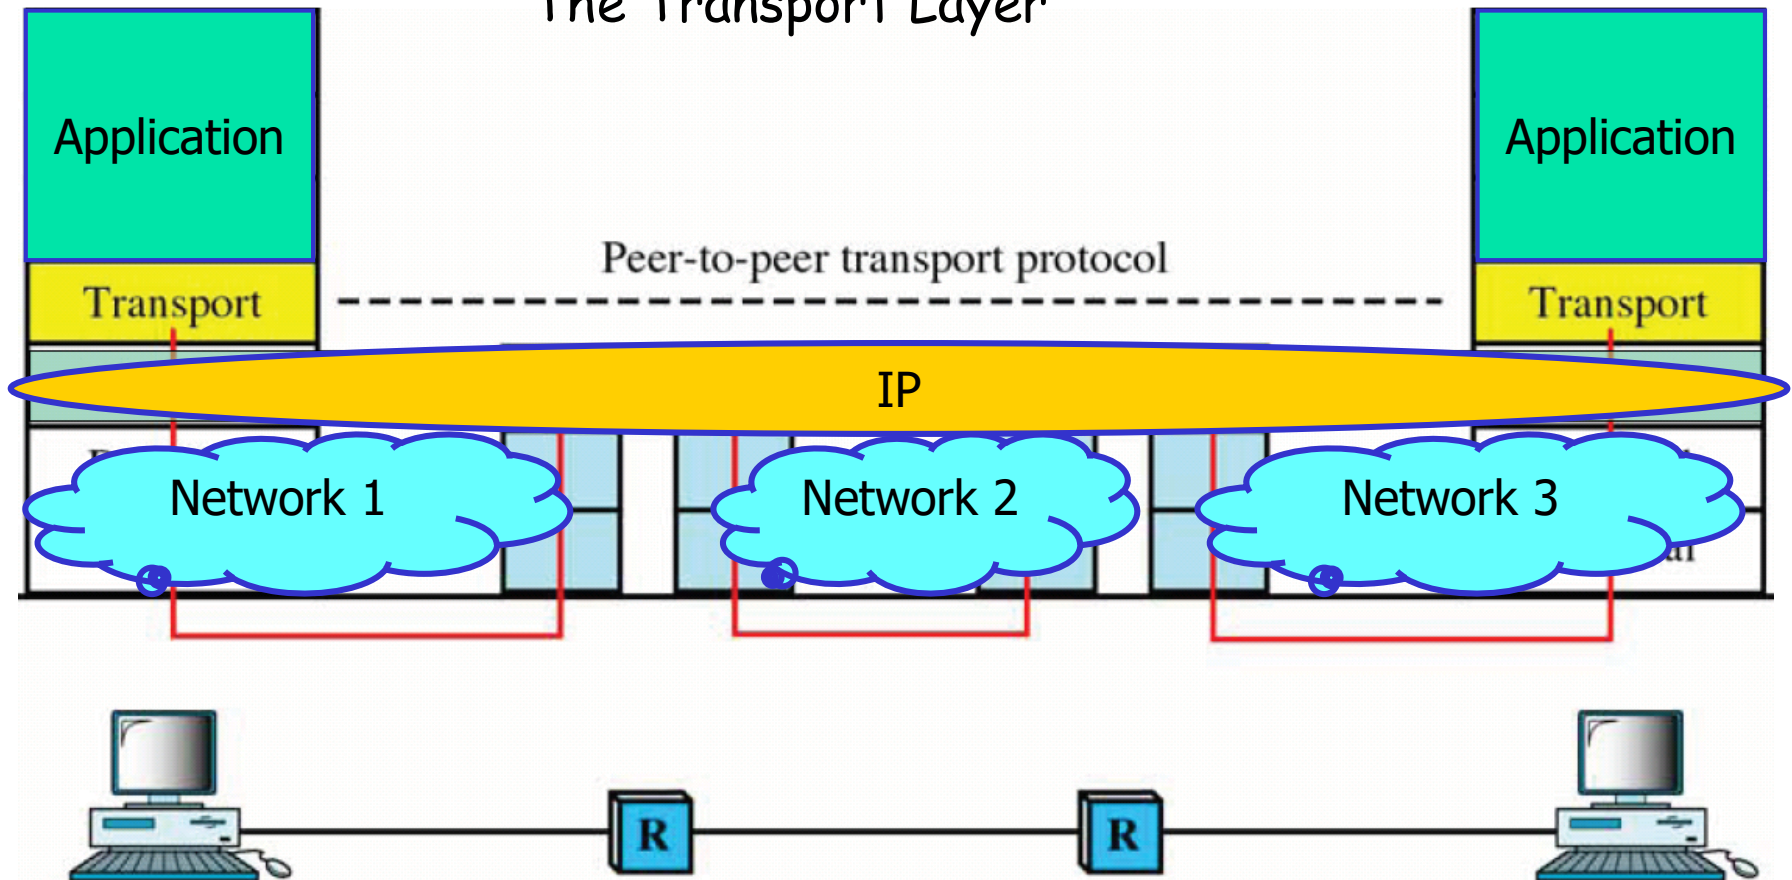 The Transport Layer
Application
Application
Peer-to-peer transport protocol
Transport
Transport
IP
Network 1
Network 2
Network 3
R
R